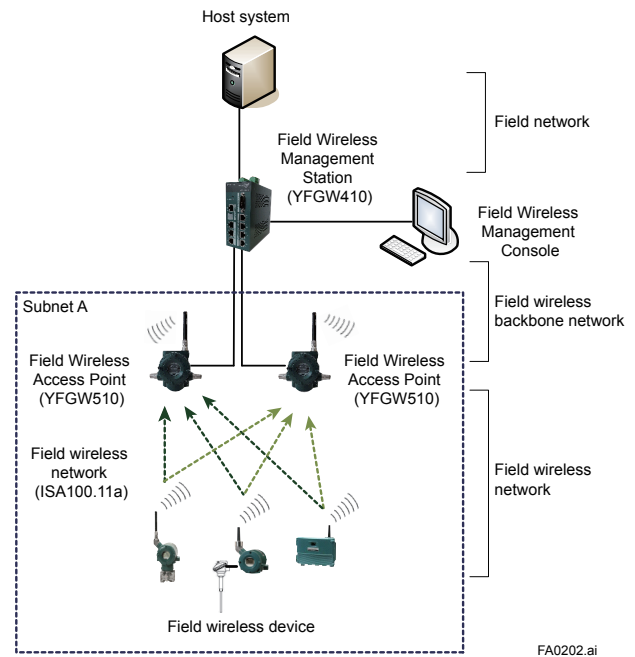 Host system
Field network
Field Wireless
Management
Station
(YFGW410)
Field Wireless
Management
Console
Subnet A
Field wireless
backbone network
Field Wireless
Access Point
(YFGW510)
Field Wireless
Access Point
(YFGW510)
Field wireless
network
(ISA100.11a)
Field wireless
network
Field wireless device
FA0202.ai